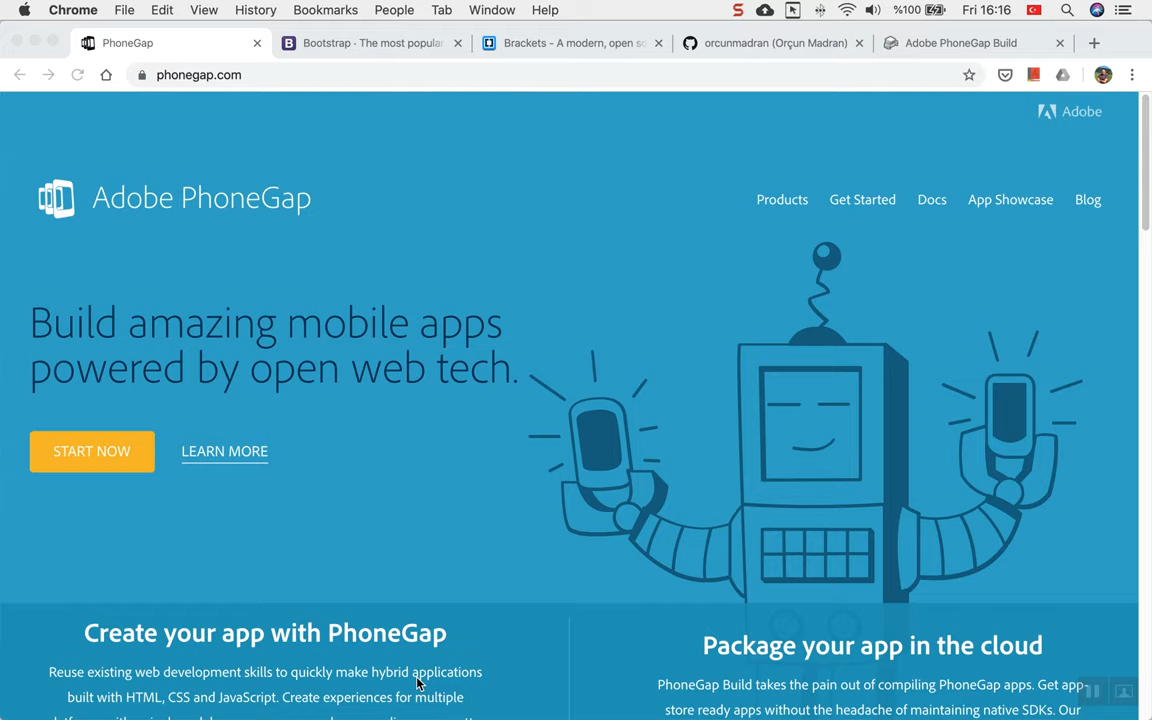 Chrome File Edit View History Bookmarks People Tab Window Help %100 Fri 16:16
PhoneGap
Bootstrap · The most popular
Brackets - A modern, open so
orcunmadran (Orçun Madran)
Adobe PhoneGap Build
phonegap.com
Adobe
Adobe PhoneGap
Products Get Started Docs App Showcase Blog
Build amazing mobile apps
powered by open web tech.
START NOW LEARN MORE
Create your app with PhoneGap
Reuse existing web development skills to quickly make hybrid applications
built with HTML, CSS and JavaScript. Create experiences for multiple
Package your app in the cloud
PhoneGap Build takes the pain out of compiling PhoneGap apps. Get app-
store ready apps without the headache of maintaining native SDKs. Our